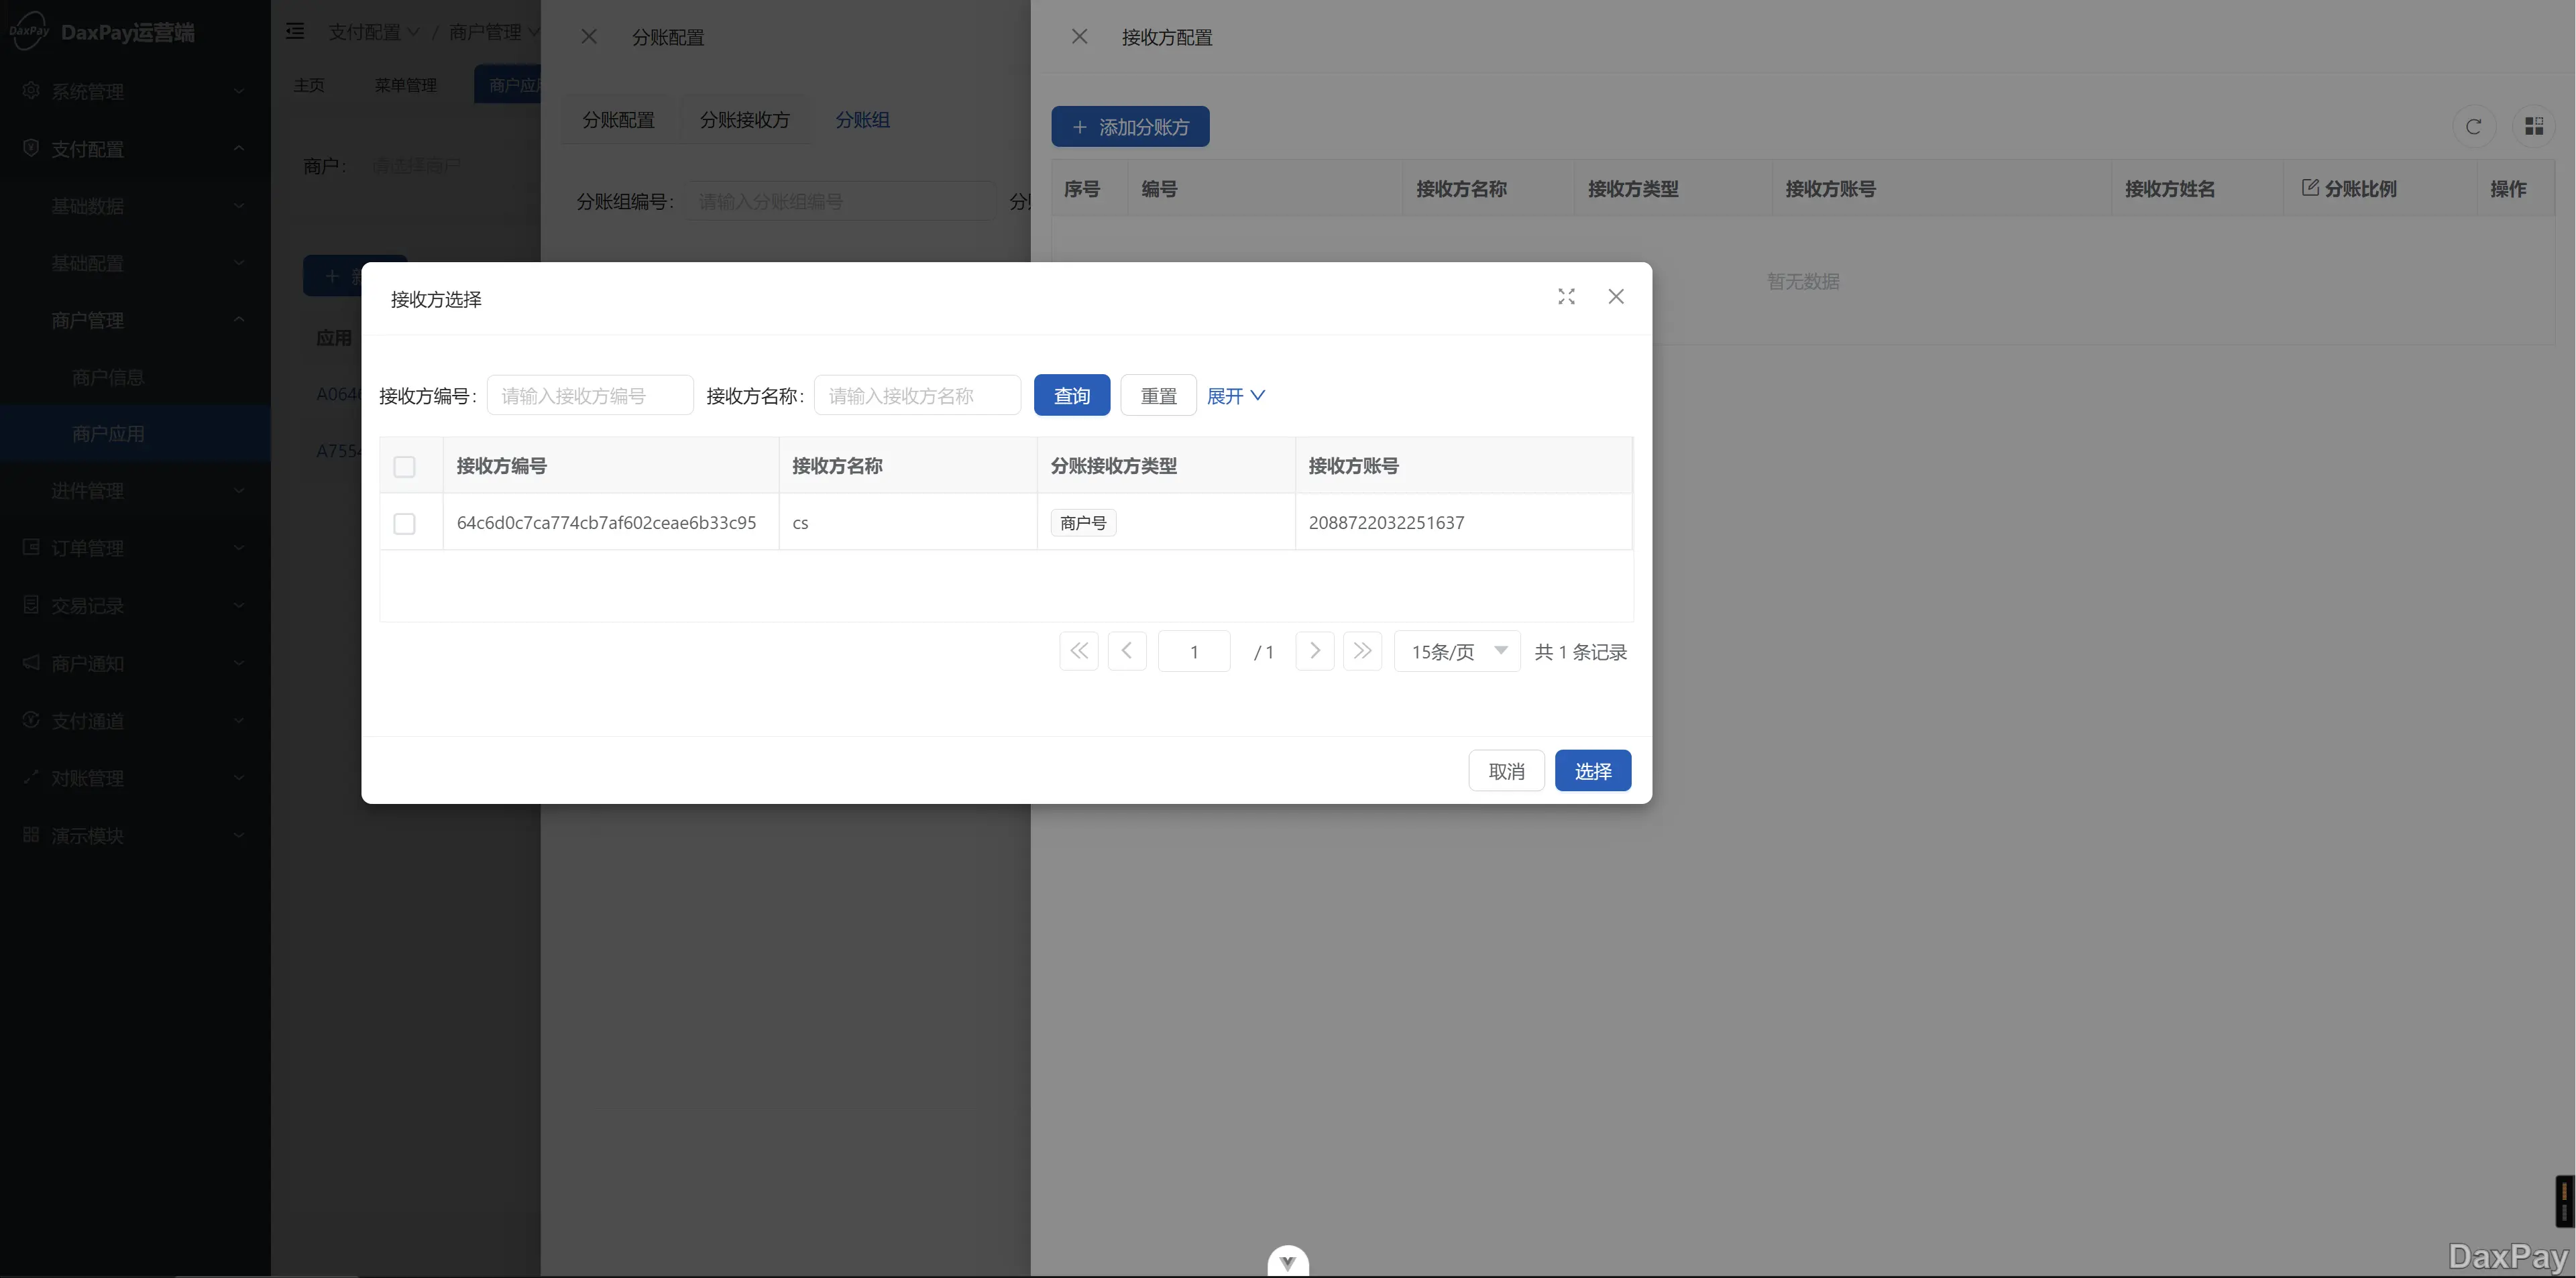 DaxPay DaxPay运营端
系统管理
支付配置
基础数据
基础配置
商户管理
商户信息
商户应用
进件管理
订单管理
交易记录
商户通知
支付通道
对账管理
演示模块
支付配置 / 商户管理
主页 菜单管理 商户应
商户: 请选择商户
应用
A064
A755
分账配置
分账配置 分账接收方 分账组
分账组编号: 请输入分账组编号
接收方配置
添加分账方
序号 编号 接收方名称 接收方类型 接收方账号 接收方姓名 分账比例 操作
暂无数据
接收方选择
接收方编号: 请输入接收方编号 接收方名称: 请输入接收方名称 查询 重置 展开
接收方编号 接收方名称 分账接收方类型 接收方账号
64c6d0c7ca774cb7af602ceae6b33c95 cs 商户号 2088722032251637
1 / 1 15条/页 共 1 条记录
取消 选择
DaxPay